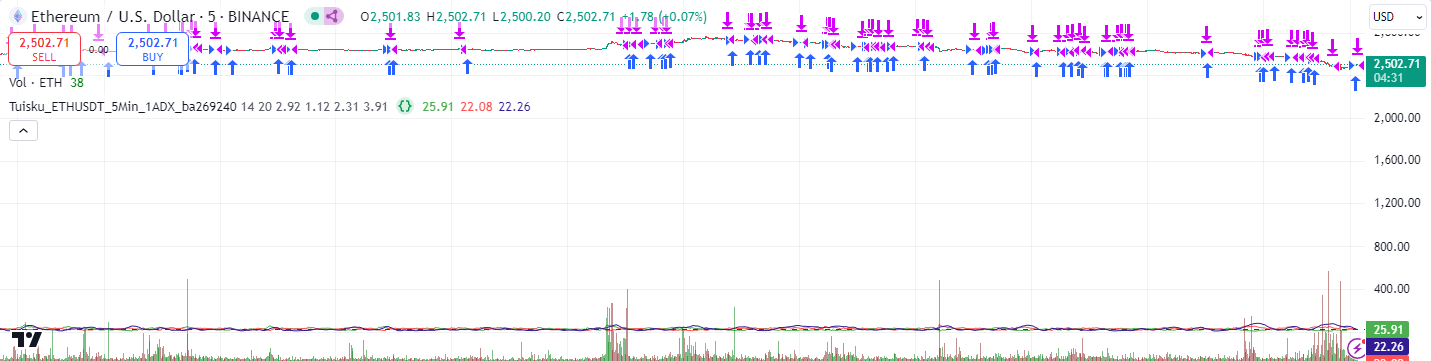 Ethereum / U.S. Dollar · 5 · BINANCE
O2,501.83 H2,502.71 L2,500.20 C2,502.71 +1.78 (+0.07%)
USD
2,502.71
SELL
0.00
2,502.71
BUY
2,502.71
04:31
Vol · ETH 38
Tuisku_ETHUSDT_5Min_1ADX_ba269240 14 20 2.92 1.12 2.31 3.91 {} 25.91 22.08 22.26
2,000.00
1,600.00
1,200.00
800.00
400.00
25.91
22.26